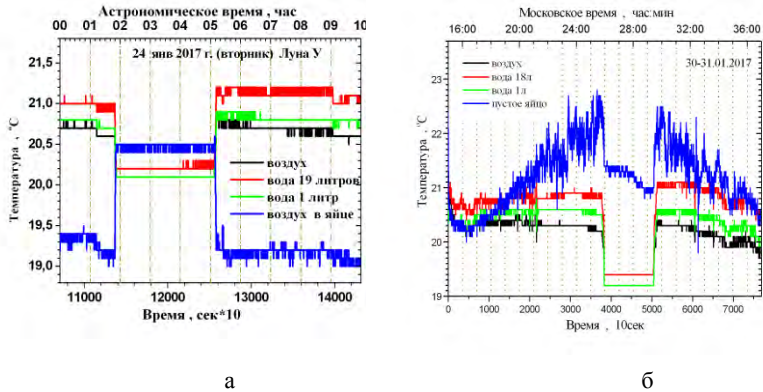 Астрономическое время , час
00 01 02 03 04 05 06 07 08 09 10
24 янв 2017 г. (вторник) Луна У
Температура , °С
21,5
21,0
20,5
20,0
19,5
19,0
воздух
вода 19 литров
вода 1 литр
воздух в яйце
11000 12000 13000 14000
Время , сек*10
а
Московское время , час:мин
16:00 20:00 24:00 28:00 32:00 36:00
30-31.01.2017
воздух
вода 18л
вода 1л
пустое яйцо
Температура , °С
23
22
21
20
19
0 1000 2000 3000 4000 5000 6000 7000
Время , 10сек
б